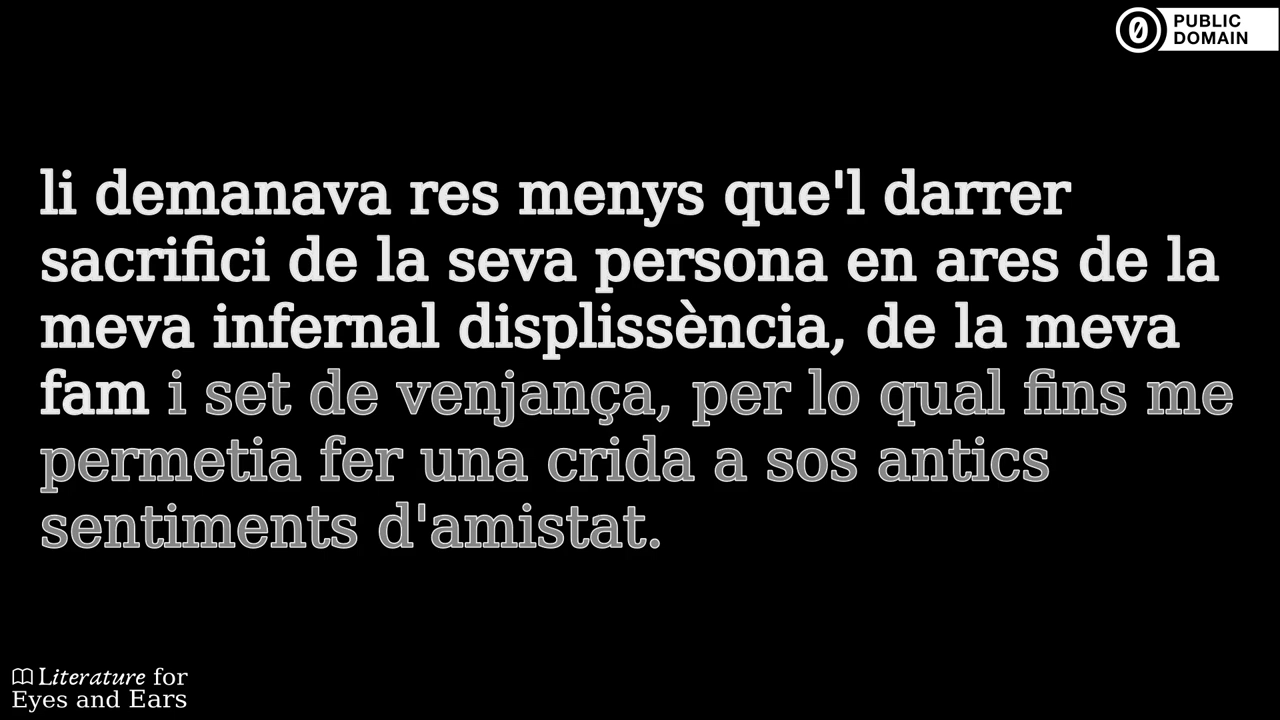 PUBLIC
DOMAIN
li demanava res menys que'l darrer
sacrifici de la seva persona en ares de la
meva infernal displissència, de la meva
fam i set de venjança, per lo qual fins me
permetia fer una crida a sos antics
sentiments d'amistat.
Literature for
Eyes and Ears